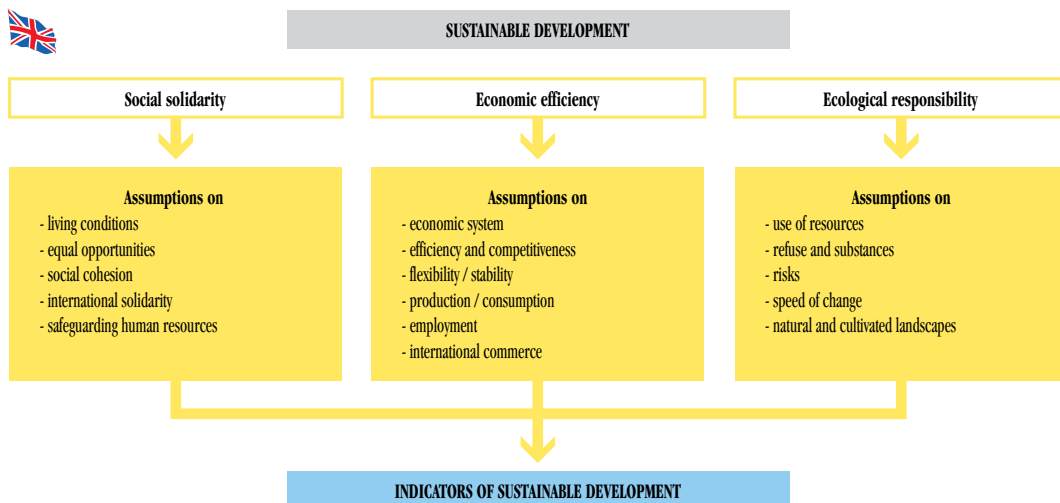 SUSTAINABLE DEVELOPMENT
Social solidarity
Economic efficiency
Ecological responsibility
Assumptions on
- living conditions
- equal opportunities
- social cohesion
- international solidarity
- safeguarding human resources
Assumptions on
- economic system
- efficiency and competitiveness
- flexibility / stability
- production / consumption
- employment
- international commerce
Assumptions on
- use of resources
- refuse and substances
- risks
- speed of change
- natural and cultivated landscapes
INDICATORS OF SUSTAINABLE DEVELOPMENT